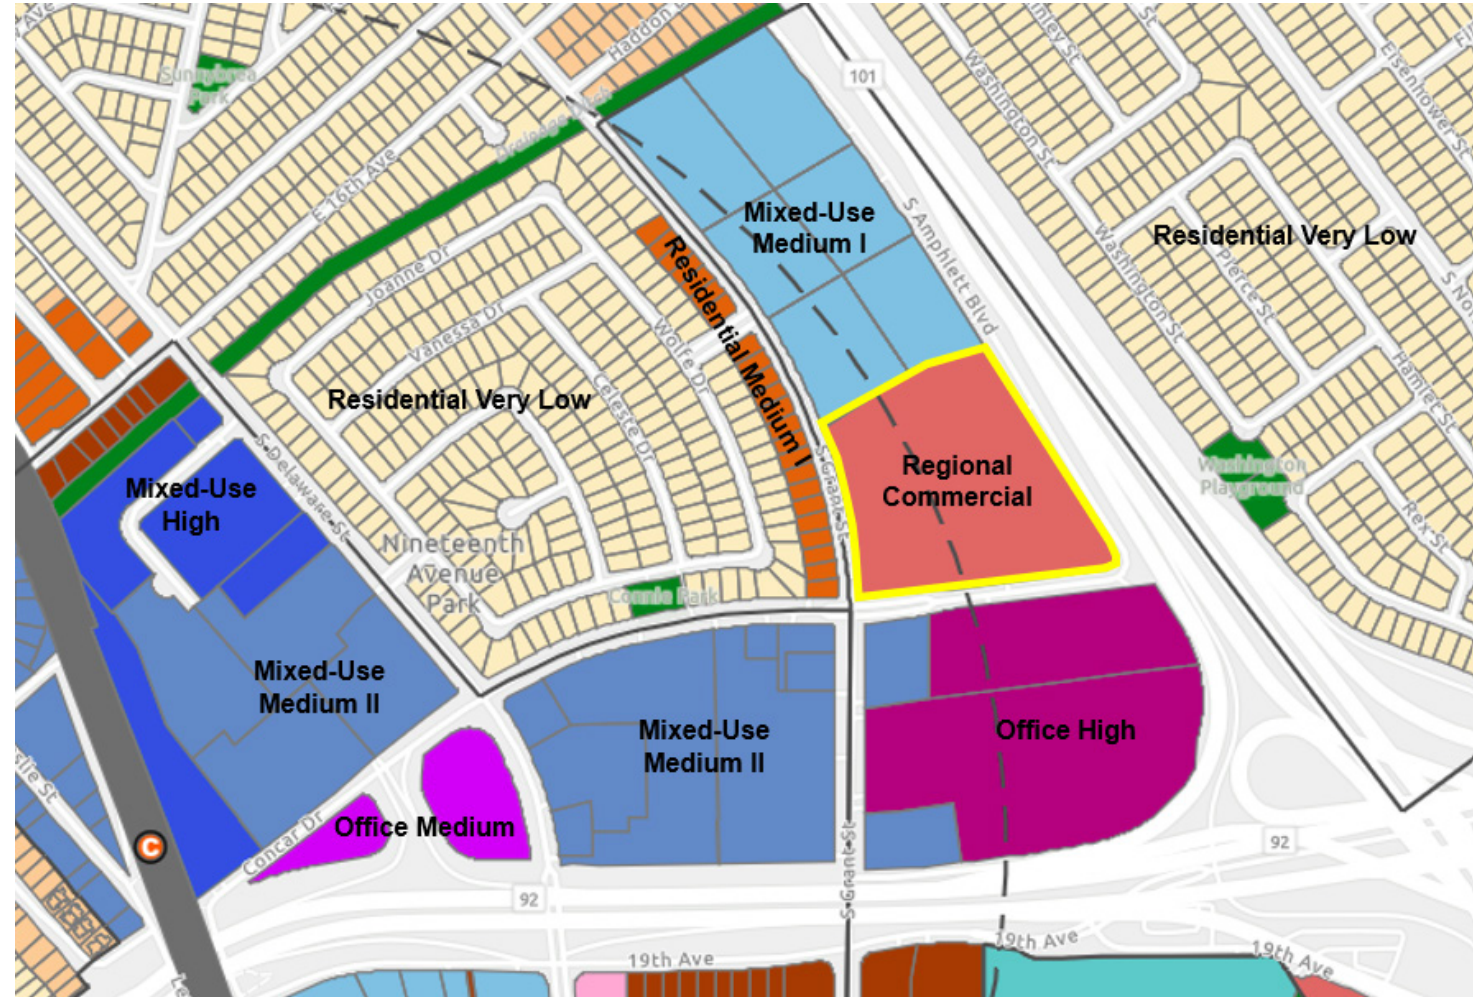 Haddon
Sunnybrae
Park
101
Washington St
Eisenhower St
Drainage Ditch
E 16th Ave
Mixed-Use
Medium I
S Amphlett Blvd
Residential Very Low
Washington St
Pierce St
Joanne Dr
Vanessa Dr
Wolfe Dr
Celeste Dr
Residential Medium I
Hamlet St
Residential Very Low
S Delaware St
S Grant St
Regional
Commercial
Washington
Playground
Rex St
Mixed-Use
High
Nineteenth
Avenue
Park
Connie Park
Mixed-Use
Medium II
Mixed-Use
Medium II
Office High
Office Medium
Concar Dr
C
92
92
S Grant St
19th Ave
19th Ave
19th Ave